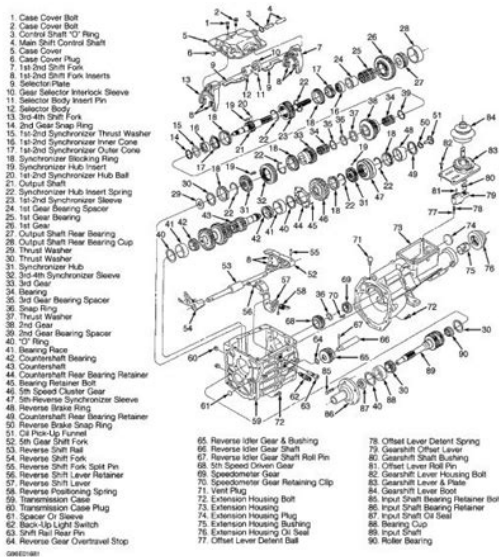 1. Case Cover Bolt
2. Case Cover Bolt
3. Control Shaft "O" Ring
4. Main Shift Control Shaft
5. Case Cover
6. Case Cover Plug
7. 1st-2nd Shift Fork
8. 1st-2nd Shift Fork Inserts
9. Selector Plate
10. Gear Selector Interlock Sleeve
11. Selector Body Insert Pin
12. Selector Body
13. 3rd-4th Shift Fork
14. 2nd Gear Snap Ring
15. 1st-2nd Synchronizer Thrust Washer
16. 1st-2nd Synchronizer Inner Cone
17. 1st-2nd Synchronizer Outer Cone
18. Synchronizer Blocking Ring
19. Synchronizer Hub Insert
20. 1st-2nd Synchronizer Hub Ball
21. Output Shaft
22. Synchronizer Hub Insert Spring
23. 1st-2nd Synchronizer Sleeve
24. 1st Gear Bearing Spacer
25. 1st Gear Bearing
26. 1st Gear
27. Output Shaft Rear Bearing
28. Output Shaft Rear Bearing Cup
29. Thrust Washer
30. Thrust Washer
31. Synchronizer Hub
32. 3rd-4th Synchronizer Sleeve
33. 3rd Gear
34. Bearing
35. 3rd Gear Bearing Spacer
36. Snap Ring
37. Thrust Washer
38. 2nd Gear
39. 2nd Gear Bearing Spacer
40. "O" Ring
41. Bearing Race
42. Countershaft Bearing
43. Countershaft
44. Countershaft Rear Bearing Retainer
45. Bearing Retainer Bolt
46. 5th Speed Cluster Gear
47. 5th-Reverse Synchronizer Sleeve
48. Reverse Brake Ring
49. Countershaft Rear Bearing Retainer
50. Reverse Brake Snap Ring
51. Oil Pick-Up Funnel
52. 5th Gear Shift Fork
53. Reverse Shift Rail
54. Reverse Shift Fork
55. Reverse Shift Fork Split Pin
56. Reverse Shift Lever Retainer
57. Reverse Shift Lever
58. Reverse Positioning Spring
59. Transmission Case
60. Transmission Case Plug
61. Spacer Or Sleeve
62. Back-Up Light Switch
63. Shift Rail Rear Pin
64. Reverse Gear Overtravel Stop
65. Reverse Idler Gear & Bushing
66. Reverse Idler Gear Shaft
67. Reverse Idler Gear Shaft Roll Pin
68. 5th Speed Driven Gear
69. Speedometer Gear
70. Speedometer Gear Retaining Clip
71. Vent Plug
72. Extension Housing Bolt
73. Extension Housing
74. Extension Housing Plug
75. Extension Housing Bushing
76. Extension Housing Oil Seal
77. Offset Lever Detent Ball
78. Offset Lever Detent Spring
79. Gearshift Offset Lever
80. Gearshift Shaft Bushing
81. Offset Lever Roll Pin
82. Gearshift Lever Housing Bolt
83. Gearshift Lever & Plate
84. Gearshift Lever Boot
85. Input Shaft Bearing Retainer Bolt
86. Input Shaft Bearing Retainer
87. Input Shaft Oil Seal
88. Bearing Cup
89. Input Shaft
90. Roller Bearing